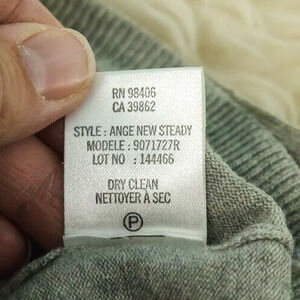 RN 98406
CA 39862
STYLE : ANGE NEW STEADY
MODELE : 9071727R
LOT NO : 144466
DRY CLEAN
NETTOYER À SEC
P